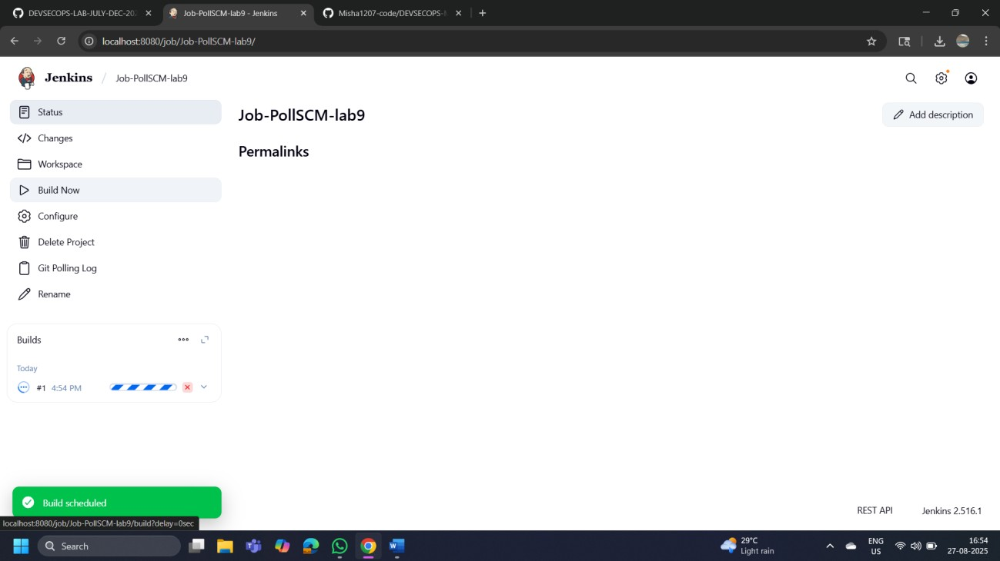 DEVSECOPS-LAB-JULY-DEC-202
Job-PollSCM-lab9 - Jenkins
Misha1207-code/DEVSECOPS-
localhost:8080/job/Job-PollSCM-lab9/
Jenkins / Job-PollSCM-lab9
Status
Changes
Workspace
Build Now
Configure
Delete Project
Git Polling Log
Rename
Job-PollSCM-lab9
Add description
Permalinks
Builds
Today
#1 4:54 PM
Build scheduled
localhost:8080/job/Job-PollSCM-lab9/build?delay=0sec
REST API
Jenkins 2.516.1
Search
29°C
Light rain
ENG
US
16:54
27-08-2025